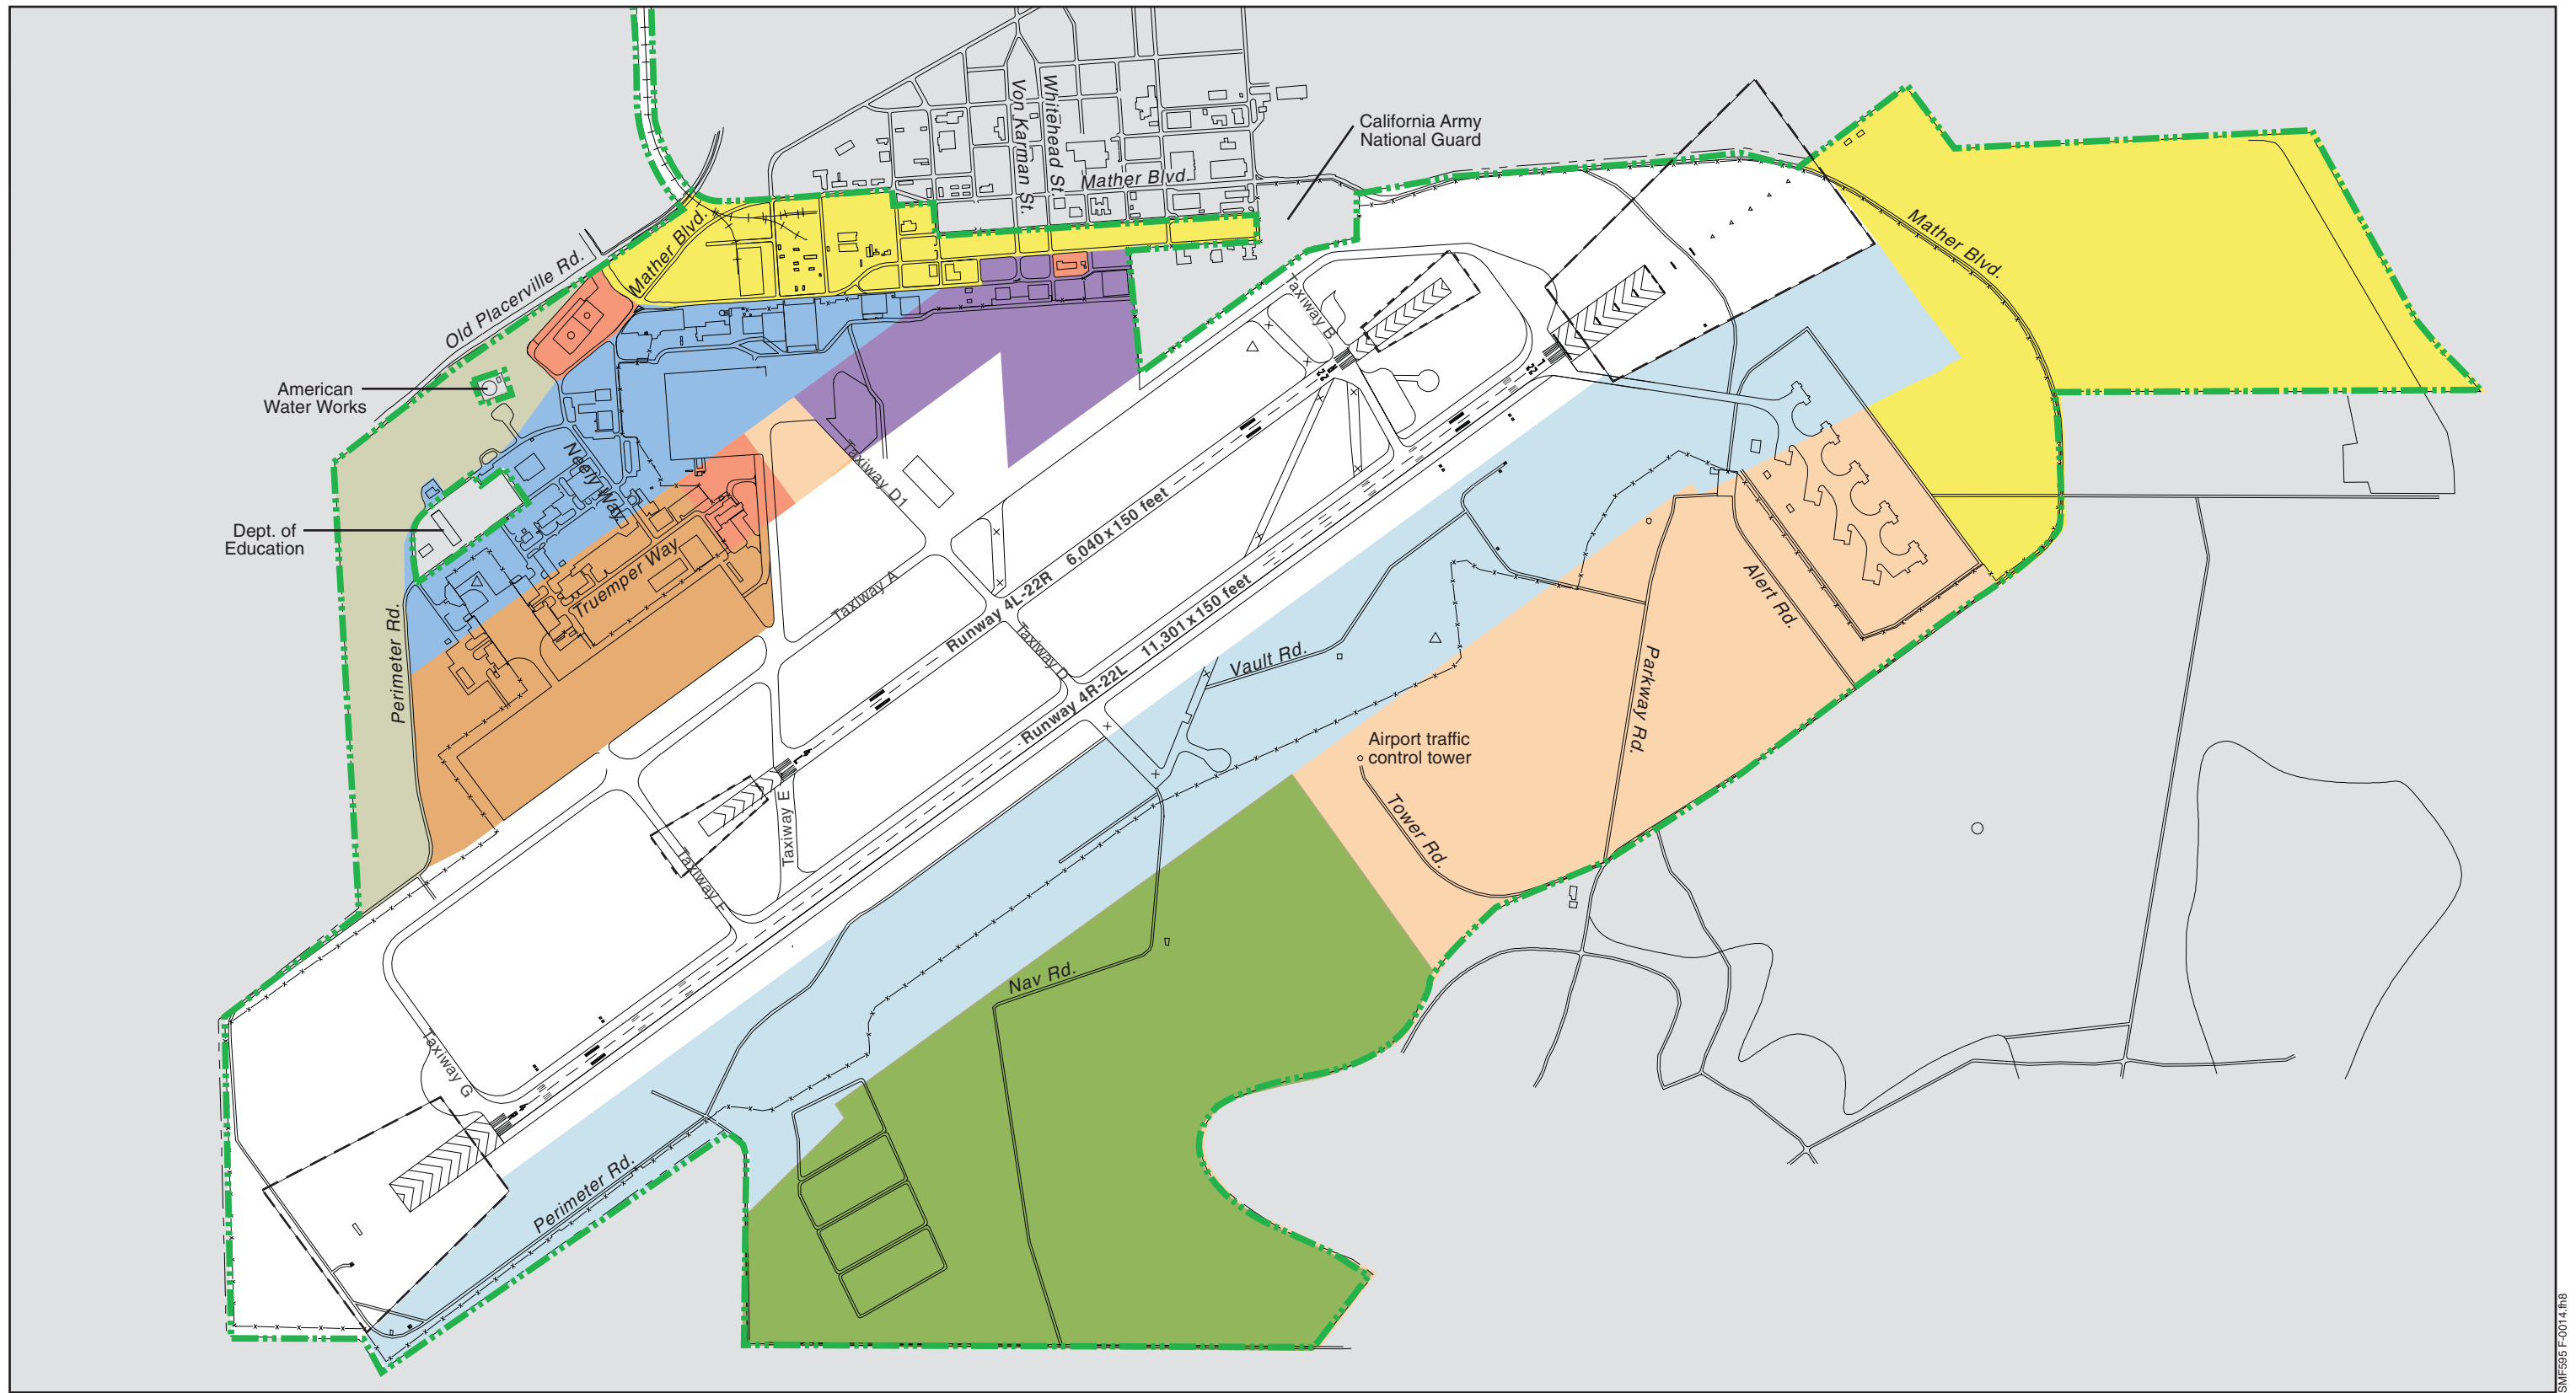 Whitehead St.
Von Karman St.
California Army
National Guard
Mather Blvd.
Mather Blvd.
Mather Blvd.
Old Placerville Rd.
Taxiway B
22
22
American
Water Works
Neely Way
Taxiway D1
Dept. of
Education
Truemper Way
Taxiway A
Runway 4L-22R 6,040 x 150 feet
Runway 4R-22L 11,301 x 150 feet
Taxiway D
Alert Rd.
Perimeter Rd.
Vault Rd.
Parkway Rd.
Airport traffic
control tower
Taxiway E
Tower Rd.
Taxiway F
Nav Rd.
Taxiway G
Perimeter Rd.
SMF595 F-0014.fh8